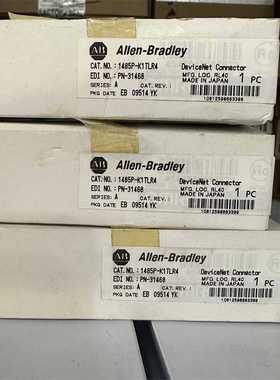 AB Allen-Bradley
CAT. NO. : 1485P-K1TLR4 DeviceNet Connector
EDI NO. : PN-31468 MFG. LOC. RL40 1 PC
SERIES: A CAT. REV. : MADE IN JAPAN
PKG DATE EB 09514 YK
AB Allen-Bradley
CAT. NO. : 1485P-K1TLR4 DeviceNet Connector
EDI NO. : PN-31468 MFG. LOC. RL40 1 PC
SERIES: A CAT. REV. : MADE IN JAPAN
PKG DATE EB 09514 YK
AB Allen-Bradley
CAT. NO. : 1485P-K1TLR4 DeviceNet Connector
EDI NO. : PN-31468 MFG. LOC. RL40 1 PC
SERIES: A CAT. REV. : MADE IN JAPAN
PKG DATE EB 09514 YK